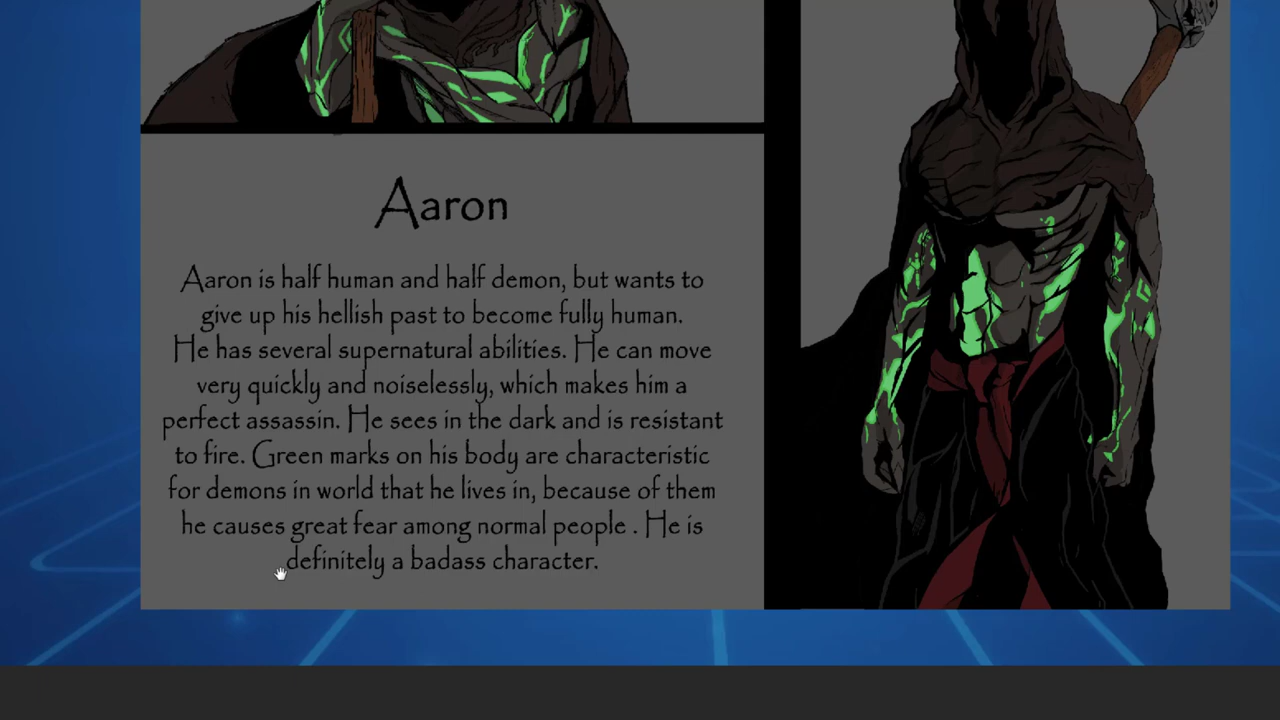 Aaron
Aaron is half human and half demon, but wants to
give up his hellish past to become fully human.
He has several supernatural abilities. He can move
very quickly and noiselessly, which makes him a
perfect assassin. He sees in the dark and is resistant
to fire. Green marks on his body are characteristic
for demons in world that he lives in, because of them
he causes great fear among normal people . He is
definitely a badass character.